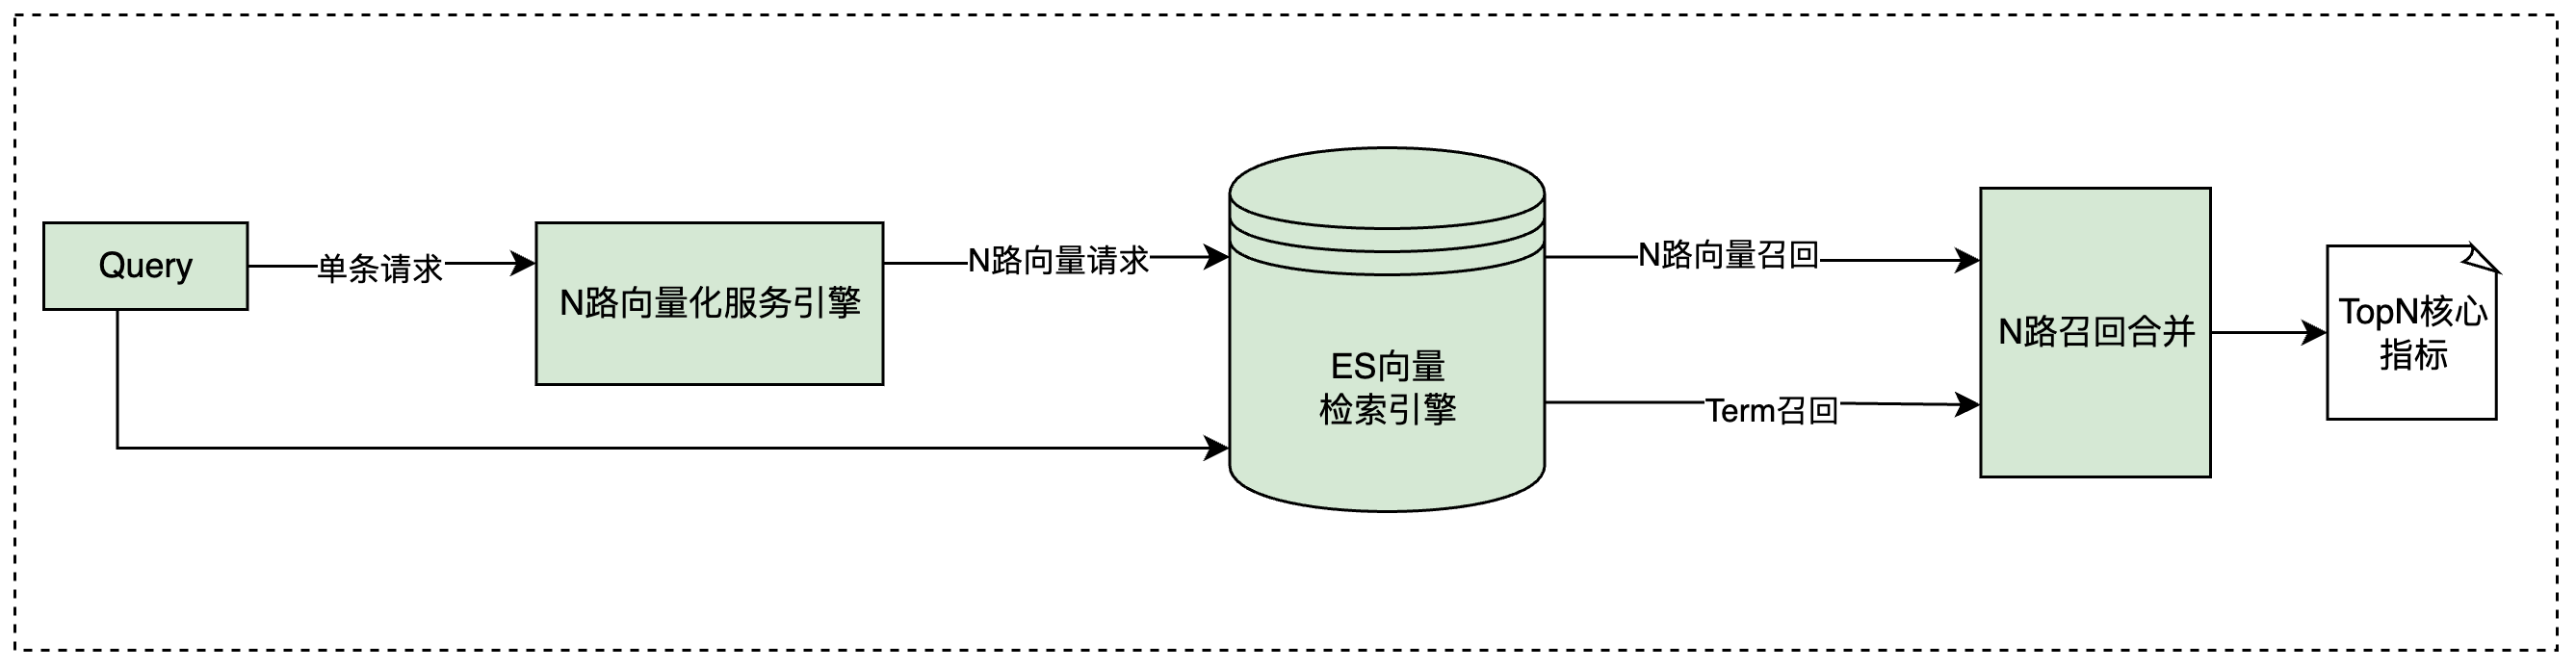 Query
单条请求
N路向量化服务引擎
N路向量请求
ES向量
检索引擎
N路向量召回
Term召回
N路召回合并
TopN核心
指标